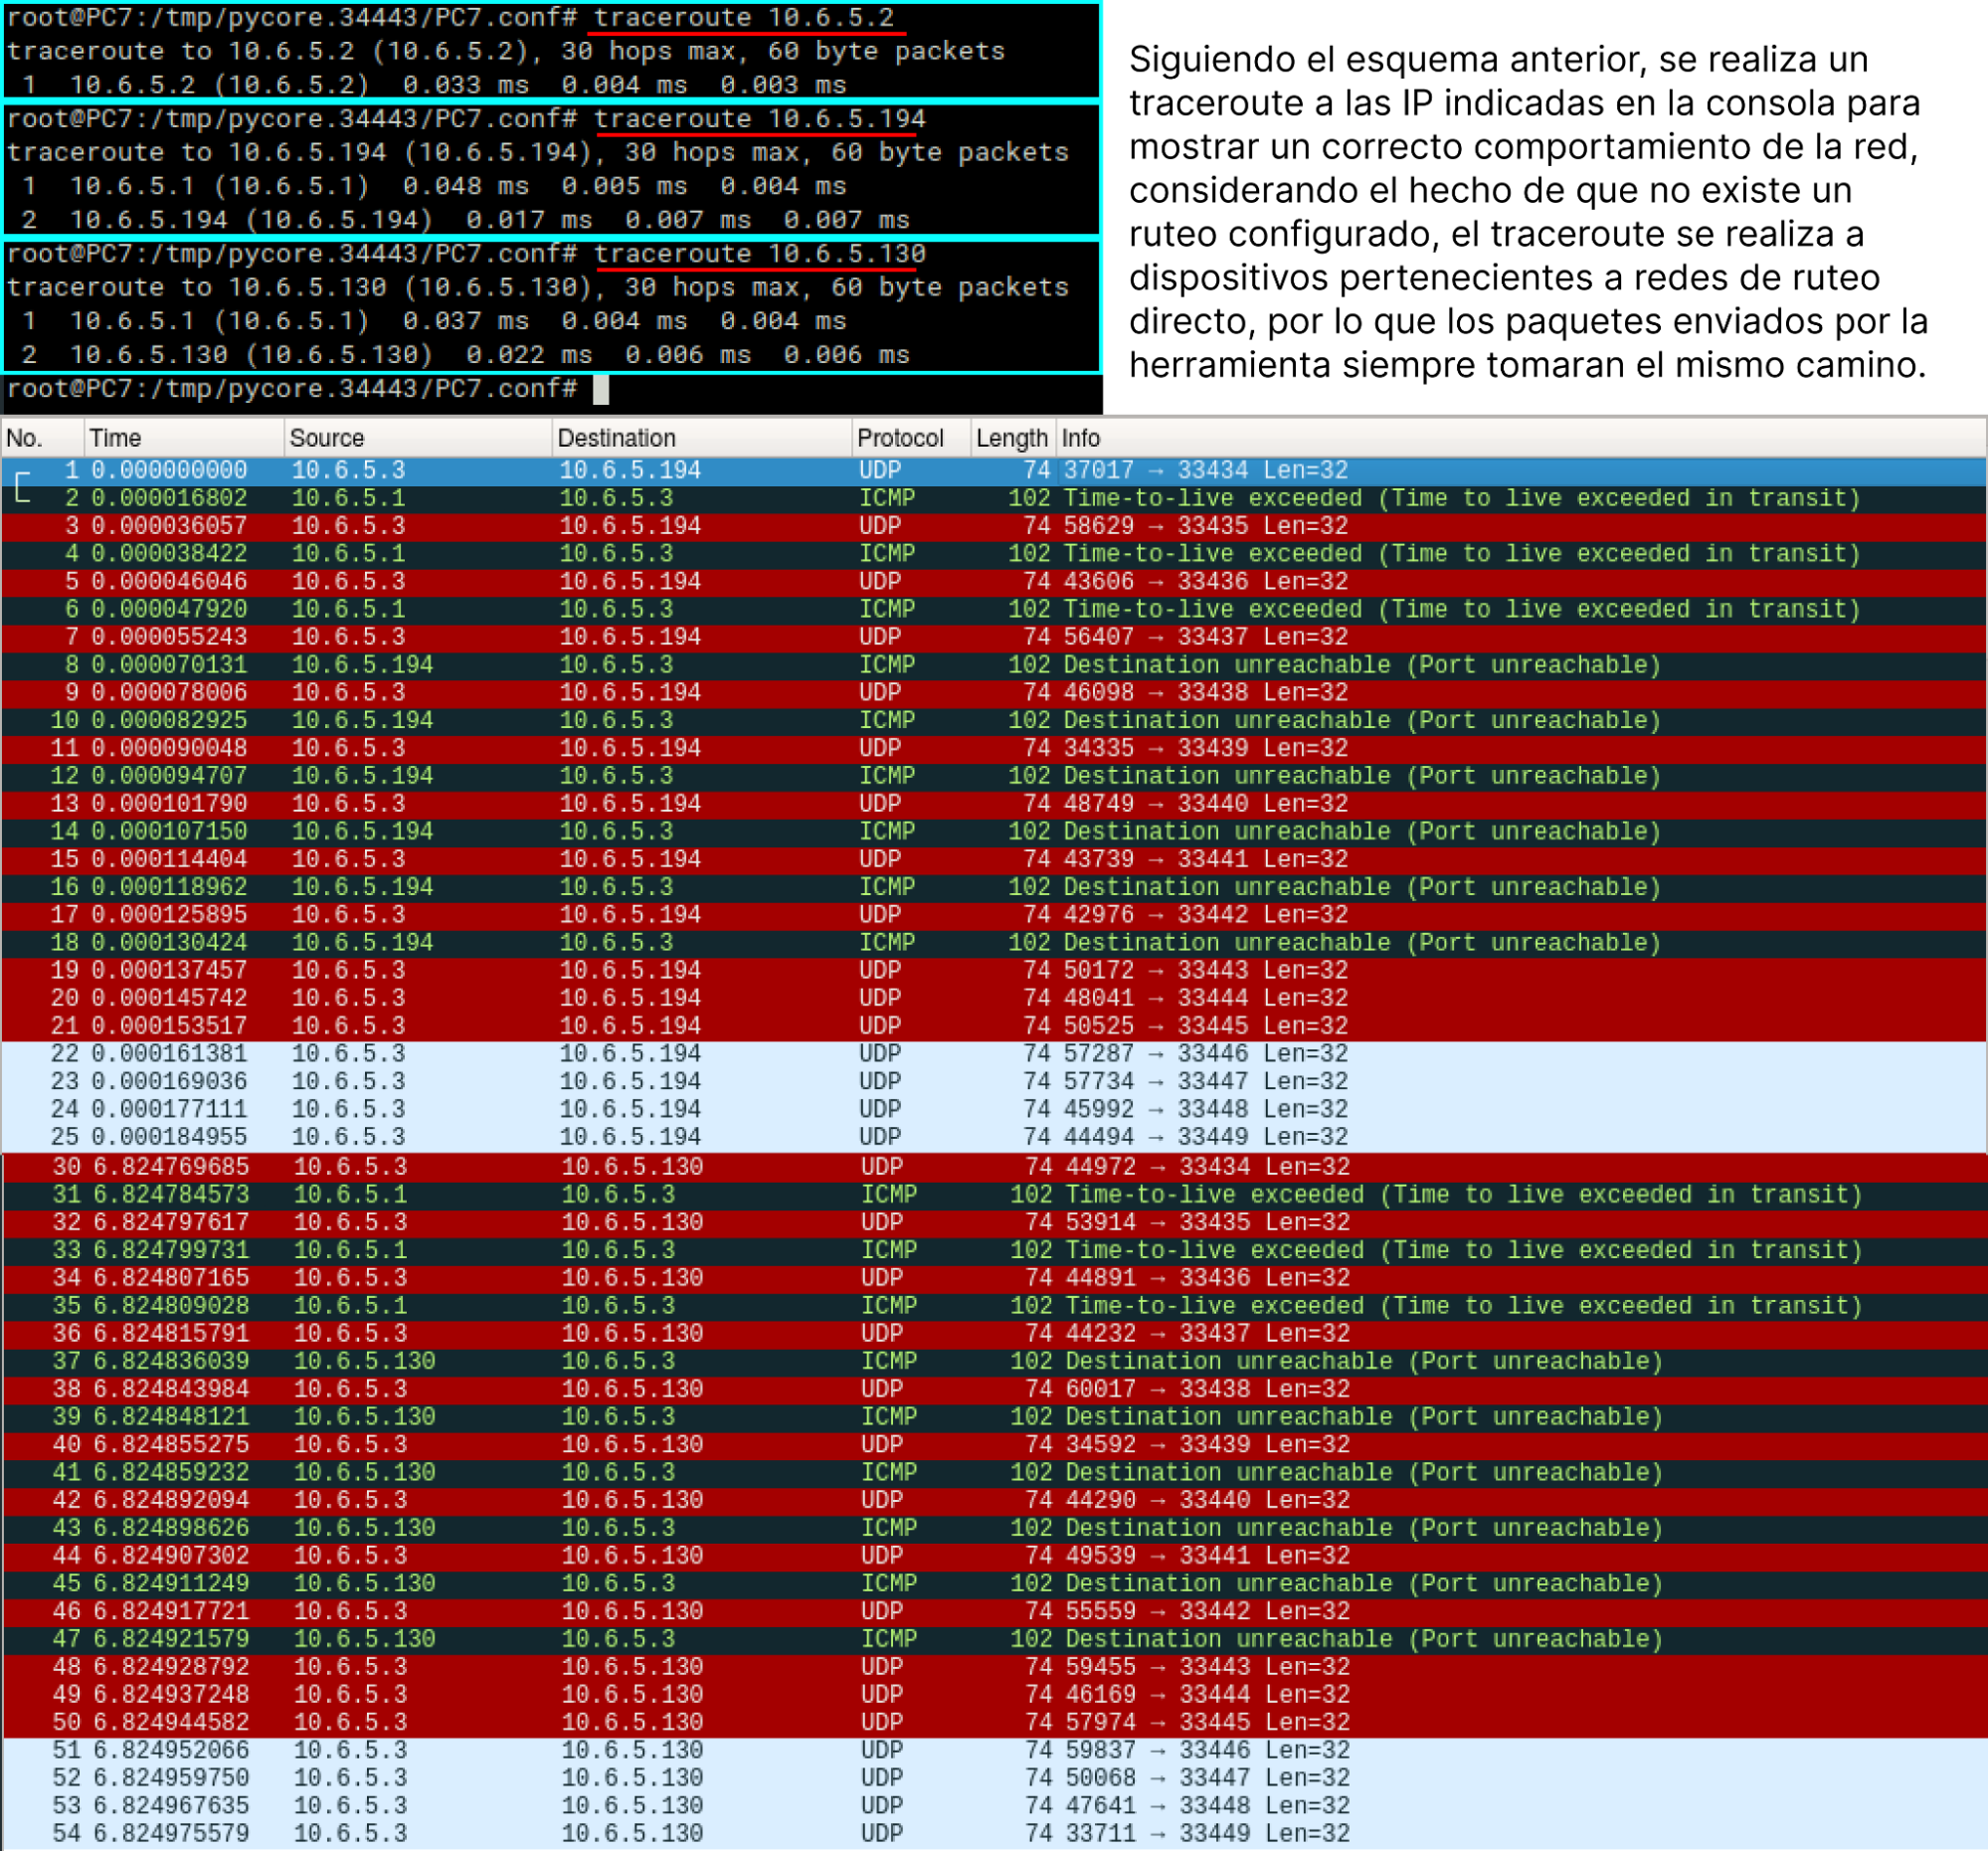 root@PC7:/tmp/pycore.34443/PC7.conf# traceroute 10.6.5.2
traceroute to 10.6.5.2 (10.6.5.2), 30 hops max, 60 byte packets
1 10.6.5.2 (10.6.5.2) 0.033 ms 0.004 ms 0.003 ms
root@PC7:/tmp/pycore.34443/PC7.conf# traceroute 10.6.5.194
traceroute to 10.6.5.194 (10.6.5.194), 30 hops max, 60 byte packets
1 10.6.5.1 (10.6.5.1) 0.048 ms 0.005 ms 0.004 ms
2 10.6.5.194 (10.6.5.194) 0.017 ms 0.007 ms 0.007 ms
root@PC7:/tmp/pycore.34443/PC7.conf# traceroute 10.6.5.130
traceroute to 10.6.5.130 (10.6.5.130), 30 hops max, 60 byte packets
1 10.6.5.1 (10.6.5.1) 0.037 ms 0.004 ms 0.004 ms
2 10.6.5.130 (10.6.5.130) 0.022 ms 0.006 ms 0.006 ms
root@PC7:/tmp/pycore.34443/PC7.conf#
Siguiendo el esquema anterior, se realiza un
traceroute a las IP indicadas en la consola para
mostrar un correcto comportamiento de la red,
considerando el hecho de que no existe un
ruteo configurado, el traceroute se realiza a
dispositivos pertenecientes a redes de ruteo
directo, por lo que los paquetes enviados por la
herramienta siempre tomaran el mismo camino.
No. Time Source Destination Protocol Length Info
1 0.000000000 10.6.5.3 10.6.5.194 UDP 74 37017 → 33434 Len=32
2 0.000016802 10.6.5.1 10.6.5.3 ICMP 102 Time-to-live exceeded (Time to live exceeded in transit)
3 0.000036057 10.6.5.3 10.6.5.194 UDP 74 58629 → 33435 Len=32
4 0.000038422 10.6.5.1 10.6.5.3 ICMP 102 Time-to-live exceeded (Time to live exceeded in transit)
5 0.000046046 10.6.5.3 10.6.5.194 UDP 74 43606 → 33436 Len=32
6 0.000047920 10.6.5.1 10.6.5.3 ICMP 102 Time-to-live exceeded (Time to live exceeded in transit)
7 0.000055243 10.6.5.3 10.6.5.194 UDP 74 56407 → 33437 Len=32
8 0.000070131 10.6.5.194 10.6.5.3 ICMP 102 Destination unreachable (Port unreachable)
9 0.000078006 10.6.5.3 10.6.5.194 UDP 74 46098 → 33438 Len=32
10 0.000082925 10.6.5.194 10.6.5.3 ICMP 102 Destination unreachable (Port unreachable)
11 0.000090048 10.6.5.3 10.6.5.194 UDP 74 34335 → 33439 Len=32
12 0.000094707 10.6.5.194 10.6.5.3 ICMP 102 Destination unreachable (Port unreachable)
13 0.000101790 10.6.5.3 10.6.5.194 UDP 74 48749 → 33440 Len=32
14 0.000107150 10.6.5.194 10.6.5.3 ICMP 102 Destination unreachable (Port unreachable)
15 0.000114404 10.6.5.3 10.6.5.194 UDP 74 43739 → 33441 Len=32
16 0.000118962 10.6.5.194 10.6.5.3 ICMP 102 Destination unreachable (Port unreachable)
17 0.000125895 10.6.5.3 10.6.5.194 UDP 74 42976 → 33442 Len=32
18 0.000130424 10.6.5.194 10.6.5.3 ICMP 102 Destination unreachable (Port unreachable)
19 0.000137457 10.6.5.3 10.6.5.194 UDP 74 50172 → 33443 Len=32
20 0.000145742 10.6.5.3 10.6.5.194 UDP 74 48041 → 33444 Len=32
21 0.000153517 10.6.5.3 10.6.5.194 UDP 74 50525 → 33445 Len=32
22 0.000161381 10.6.5.3 10.6.5.194 UDP 74 57287 → 33446 Len=32
23 0.000169036 10.6.5.3 10.6.5.194 UDP 74 57734 → 33447 Len=32
24 0.000177111 10.6.5.3 10.6.5.194 UDP 74 45992 → 33448 Len=32
25 0.000184955 10.6.5.3 10.6.5.194 UDP 74 44494 → 33449 Len=32
30 6.824769685 10.6.5.3 10.6.5.130 UDP 74 44972 → 33434 Len=32
31 6.824784573 10.6.5.1 10.6.5.3 ICMP 102 Time-to-live exceeded (Time to live exceeded in transit)
32 6.824797617 10.6.5.3 10.6.5.130 UDP 74 53914 → 33435 Len=32
33 6.824799731 10.6.5.1 10.6.5.3 ICMP 102 Time-to-live exceeded (Time to live exceeded in transit)
34 6.824807165 10.6.5.3 10.6.5.130 UDP 74 44891 → 33436 Len=32
35 6.824809028 10.6.5.1 10.6.5.3 ICMP 102 Time-to-live exceeded (Time to live exceeded in transit)
36 6.824815791 10.6.5.3 10.6.5.130 UDP 74 44232 → 33437 Len=32
37 6.824836039 10.6.5.130 10.6.5.3 ICMP 102 Destination unreachable (Port unreachable)
38 6.824843984 10.6.5.3 10.6.5.130 UDP 74 60017 → 33438 Len=32
39 6.824848121 10.6.5.130 10.6.5.3 ICMP 102 Destination unreachable (Port unreachable)
40 6.824855275 10.6.5.3 10.6.5.130 UDP 74 34592 → 33439 Len=32
41 6.824859232 10.6.5.130 10.6.5.3 ICMP 102 Destination unreachable (Port unreachable)
42 6.824892094 10.6.5.3 10.6.5.130 UDP 74 44290 → 33440 Len=32
43 6.824898626 10.6.5.130 10.6.5.3 ICMP 102 Destination unreachable (Port unreachable)
44 6.824907302 10.6.5.3 10.6.5.130 UDP 74 49539 → 33441 Len=32
45 6.824911249 10.6.5.130 10.6.5.3 ICMP 102 Destination unreachable (Port unreachable)
46 6.824917721 10.6.5.3 10.6.5.130 UDP 74 55559 → 33442 Len=32
47 6.824921579 10.6.5.130 10.6.5.3 ICMP 102 Destination unreachable (Port unreachable)
48 6.824928792 10.6.5.3 10.6.5.130 UDP 74 59455 → 33443 Len=32
49 6.824937248 10.6.5.3 10.6.5.130 UDP 74 46169 → 33444 Len=32
50 6.824944582 10.6.5.3 10.6.5.130 UDP 74 57974 → 33445 Len=32
51 6.824952066 10.6.5.3 10.6.5.130 UDP 74 59837 → 33446 Len=32
52 6.824959750 10.6.5.3 10.6.5.130 UDP 74 50068 → 33447 Len=32
53 6.824967635 10.6.5.3 10.6.5.130 UDP 74 47641 → 33448 Len=32
54 6.824975579 10.6.5.3 10.6.5.130 UDP 74 33711 → 33449 Len=32